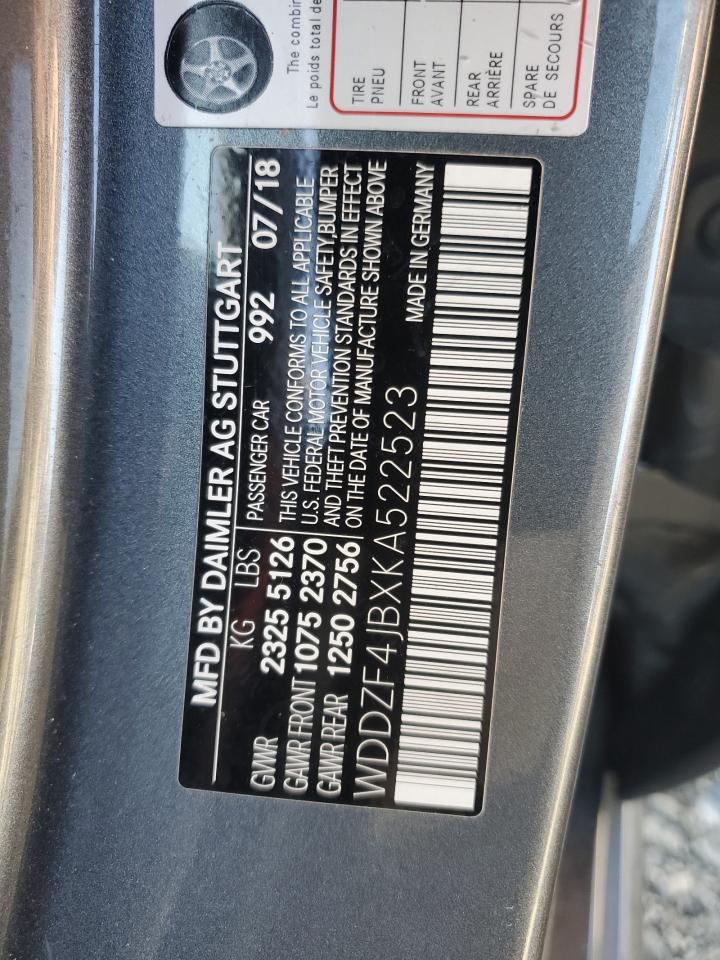 The combin
Le poids total de
TIRE
PNEU
FRONT
AVANT
REAR
ARRIÈRE
SPARE
DE SECOURS
MFD BY DAIMLER AG STUTTGART
KG LBS PASSENGER CAR 992 07/18
GWR 2325 5126 THIS VEHICLE CONFORMS TO ALL APPLICABLE
GAWR FRONT 1075 2370 U.S. FEDERAL MOTOR VEHICLE SAFETY,BUMPER
GAWR REAR 1250 2756 AND THEFT PREVENTION STANDARDS IN EFFECT
ON THE DATE OF MANUFACTURE SHOWN ABOVE
WDDZF4JBXKA522523 MADE IN GERMANY